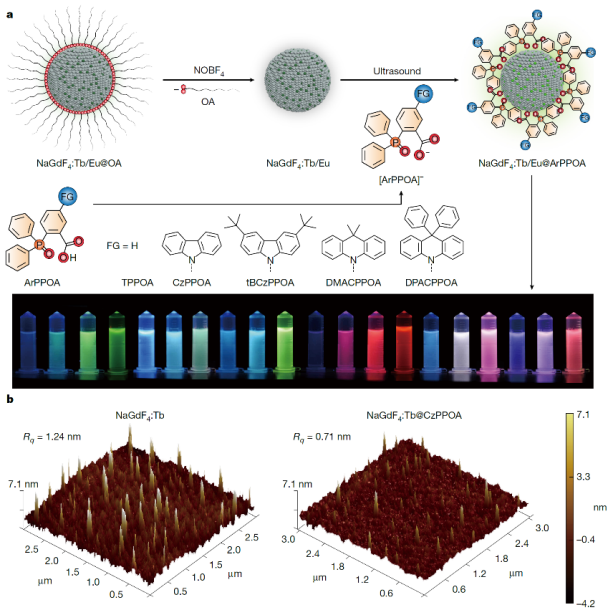 a
NOBF4
− OA
Ultrasound
FG
P
O
O
O−
[ArPPOA]−
NaGdF4:Tb/Eu@OA
NaGdF4:Tb/Eu
NaGdF4:Tb/Eu@ArPPOA
FG
P
O
O
O
H
FG = H
N
N
N
N
ArPPOA
TPPOA
CzPPOA
tBCzPPOA
DMACPPOA
DPACPPOA
b
NaGdF4:Tb
NaGdF4:Tb@CzPPOA
Rq = 1.24 nm
Rq = 0.71 nm
7.1 nm
7.1 nm
2.5
2.0
1.5
1.0
0.5
μm
0.5
1.0
1.5
2.0
2.5
μm
3.0
2.4
1.8
1.2
0.6
μm
0.6
1.2
1.8
2.4
3.0
μm
7.1
3.3
nm
−0.4
−4.2